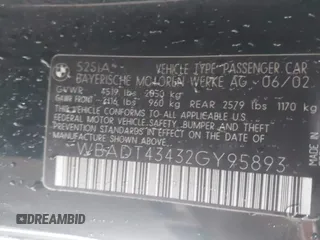 525iA VEHICLE TYPE PASSENGER CAR
BAYERISCHE MOTOREN WERKE AG 06/02
GVWR 4519 lbs 2050 kg
FRONT 2116 lbs 960 kg REAR 2579 lbs 1170 kg
THIS VEHICLE CONFORMS TO ALL APPLICABLE FEDERAL
MOTOR VEHICLE SAFETY, BUMPER AND THEFT PREVENTION
STANDARDS IN EFFECT ON THE DATE OF MANUFACTURE
SHOWN ABOVE
WBADT43432GY95893
DREAMBID